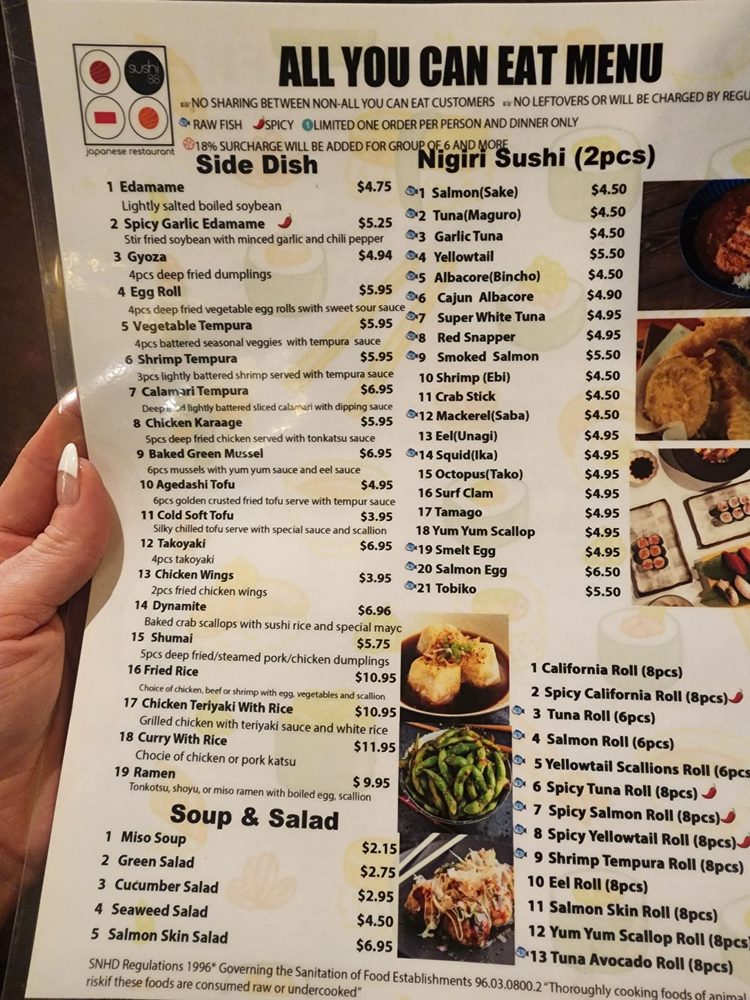 sushi
88
japanese restaurant
ALL YOU CAN EAT MENU
NO SHARING BETWEEN NON-ALL YOU CAN EAT CUSTOMERS NO LEFTOVERS OR WILL BE CHARGED BY REGU
RAW FISH SPICY 1 LIMITED ONE ORDER PER PERSON AND DINNER ONLY
18% SURCHARGE WILL BE ADDED FOR GROUP OF 6 AND MORE
Side Dish
1 Edamame $4.75
Lightly salted boiled soybean
2 Spicy Garlic Edamame $5.25
Stir fried soybean with minced garlic and chili pepper
3 Gyoza $4.94
4pcs deep fried dumplings
4 Egg Roll $5.95
4pcs deep fried vegetable egg rolls swith sweet sour sauce
5 Vegetable Tempura $5.95
4pcs battered seasonal veggies with tempura sauce
6 Shrimp Tempura $5.95
3pcs lightly battered shrimp served with tempura sauce
7 Calamari Tempura $6.95
Deep lightly battered sliced calamari with dipping sauce
8 Chicken Karaage $5.95
5pcs deep fried chicken served with tonkatsu sauce
9 Baked Green Mussel $6.95
6pcs mussels with yum yum sauce and eel sauce
10 Agedashi Tofu $4.95
6pcs golden crusted fried tofu serve with tempur sauce
11 Cold Soft Tofu $3.95
Silky chilled tofu serve with special sauce and scallion
12 Takoyaki $6.95
4pcs takoyaki
13 Chicken Wings $3.95
2pcs fried chicken wings
14 Dynamite $6.96
Baked crab scallops with sushi rice and special mayo
15 Shumai $5.75
5pcs deep fried/steamed pork/chicken dumplings
16 Fried Rice $10.95
Choice of chicken, beef or shrimp with egg, vegetables and scallion
17 Chicken Teriyaki With Rice $10.95
Grilled chicken with teriyaki sauce and white rice
18 Curry With Rice $11.95
Chocie of chicken or pork katsu
19 Ramen $9.95
Tonkotsu, shoyu, or miso ramen with boiled egg, scallion
Soup & Salad
1 Miso Soup $2.15
2 Green Salad $2.75
3 Cucumber Salad $2.95
4 Seaweed Salad $4.50
5 Salmon Skin Salad $6.95
Nigiri Sushi (2pcs)
1 Salmon(Sake) $4.50
2 Tuna(Maguro) $4.50
3 Garlic Tuna $4.50
4 Yellowtail $5.50
5 Albacore(Bincho) $4.50
6 Cajun Albacore $4.90
7 Super White Tuna $4.95
8 Red Snapper $4.95
9 Smoked Salmon $5.50
10 Shrimp (Ebi) $4.50
11 Crab Stick $4.50
12 Mackerel(Saba) $4.50
13 Eel(Unagi) $4.95
14 Squid(Ika) $4.95
15 Octopus(Tako) $4.95
16 Surf Clam $4.95
17 Tamago $4.95
18 Yum Yum Scallop $4.95
19 Smelt Egg $4.95
20 Salmon Egg $6.50
21 Tobiko $5.50
1 California Roll (8pcs)
2 Spicy California Roll (8pcs)
3 Tuna Roll (6pcs)
4 Salmon Roll (6pcs)
5 Yellowtail Scallions Roll (6pcs
6 Spicy Tuna Roll (8pcs)
7 Spicy Salmon Roll (8pcs)
8 Spicy Yellowtail Roll (8pcs)
9 Shrimp Tempura Roll (8pcs)
10 Eel Roll (8pcs)
11 Salmon Skin Roll (8pcs)
12 Yum Yum Scallop Roll (8pcs)
13 Tuna Avocado Roll (8pcs)
SNHD Regulations 1996* Governing the Sanitation of Food Establishments 96.03.0800.2 "Thoroughly cooking foods of animal
riskif these foods are consumed raw or undercooked"